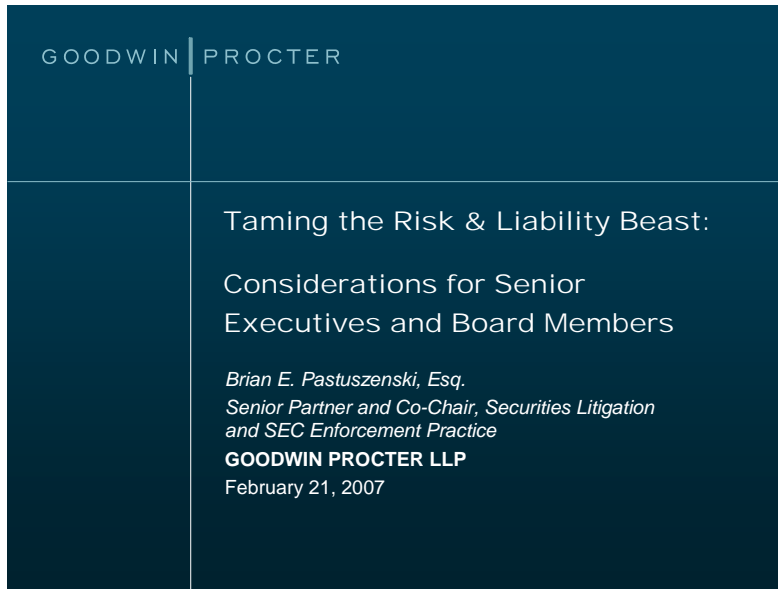 GOODWIN PROCTER
Taming the Risk & Liability Beast:
Considerations for Senior
Executives and Board Members
Brian E. Pastuszenski, Esq.
Senior Partner and Co-Chair, Securities Litigation
and SEC Enforcement Practice
GOODWIN PROCTER LLP
February 21, 2007